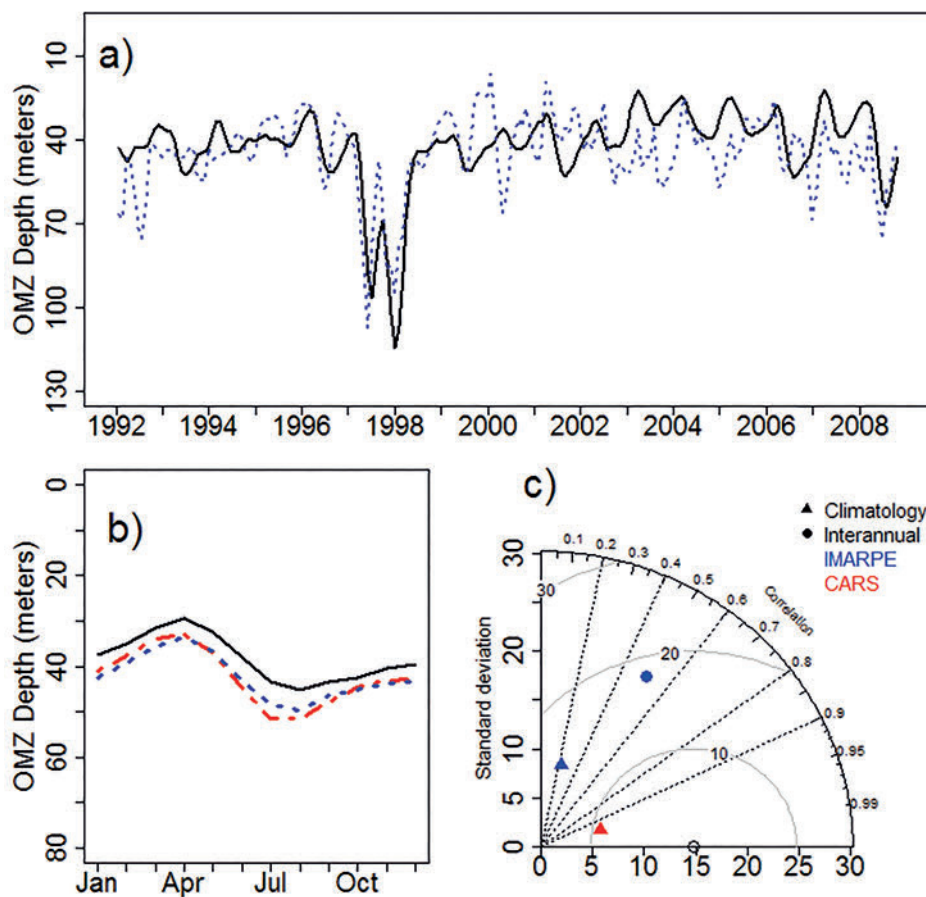 a)
OMZ Depth (meters)
10
40
70
100
130
1992 1994 1996 1998 2000 2002 2004 2006 2008
b)
OMZ Depth (meters)
0
20
40
60
80
Jan Apr Jul Oct
c)
Climatology
Interannual
IMARPE
CARS
Standard deviation
30
20
10
5
0
0 5 10 15 20 25 30
0.1 0.2 0.3 0.4 0.5 0.6 0.7 0.8 0.9 0.95 0.99
Correlation
30
20
10